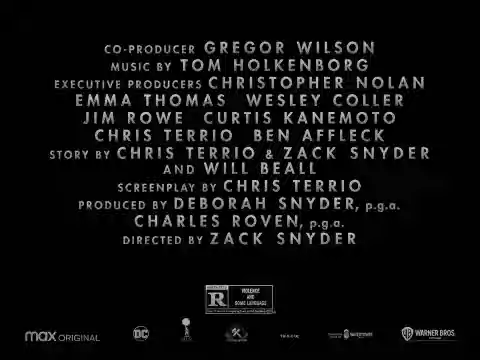 CO-PRODUCER GREGOR WILSON
MUSIC BY TOM HOLKENBORG
EXECUTIVE PRODUCERS CHRISTOPHER NOLAN
EMMA THOMAS WESLEY COLLER
JIM ROWE CURTIS KANEMOTO
CHRIS TERRIO BEN AFFLECK
STORY BY CHRIS TERRIO & ZACK SNYDER
AND WILL BEALL
SCREENPLAY BY CHRIS TERRIO
PRODUCED BY DEBORAH SNYDER, p.g.a.
CHARLES ROVEN, p.g.a.
DIRECTED BY ZACK SNYDER
R
VIOLENCE
AND
SOME LANGUAGE
max ORIGINAL
DC
WB
WARNER BROS.